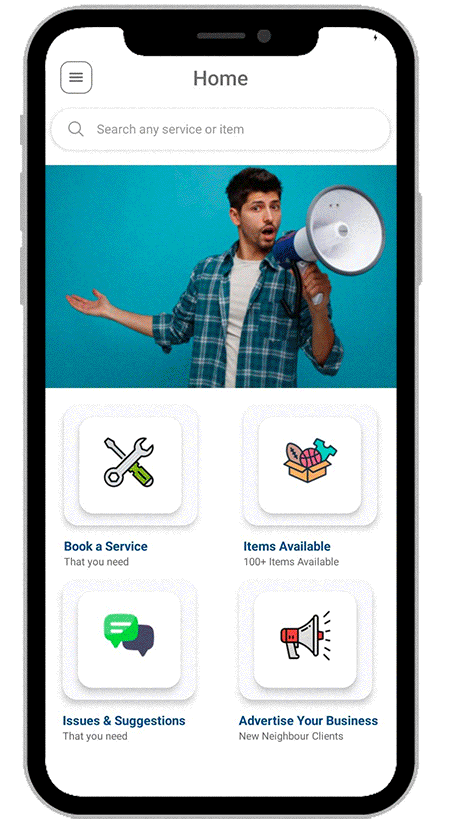 Home
Search any service or item
Book a Service
That you need
Items Available
100+ Items Available
Issues & Suggestions
That you need
Advertise Your Business
New Neighbour Clients